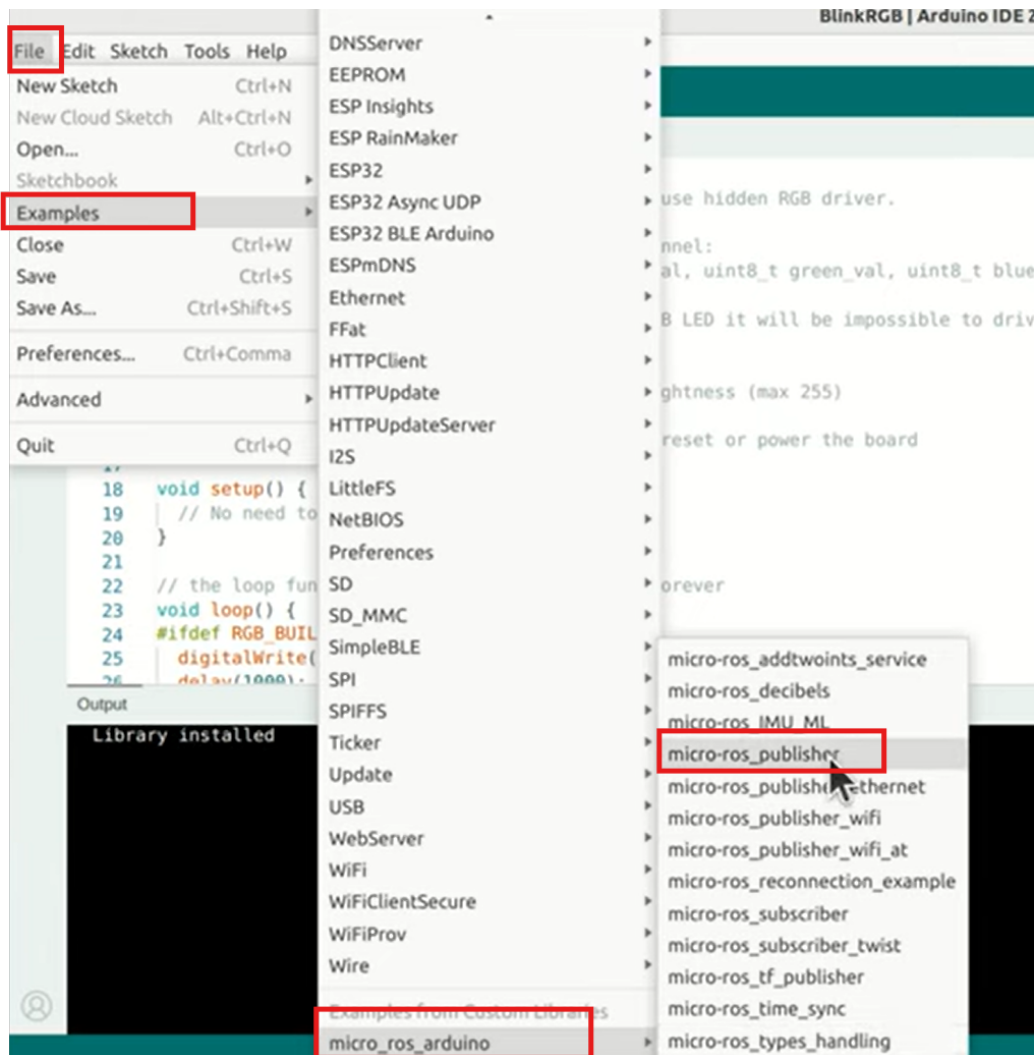 BlinkRGB | Arduino IDE 2
File Edit Sketch Tools Help
New Sketch Ctrl+N
New Cloud Sketch Alt+Ctrl+N
Open... Ctrl+O
Sketchbook
Examples
Close Ctrl+W
Save Ctrl+S
Save As... Ctrl+Shift+S
Preferences... Ctrl+Comma
Advanced
Quit Ctrl+Q
DNSServer
EEPROM
ESP Insights
ESP RainMaker
ESP32
ESP32 Async UDP
ESP32 BLE Arduino
ESPmDNS
Ethernet
FFat
HTTPClient
HTTPUpdate
HTTPUpdateServer
I2S
LittleFS
NetBIOS
Preferences
SD
SD_MMC
SimpleBLE
SPI
SPIFFS
Ticker
Update
USB
WebServer
WiFi
WiFiClientSecure
WiFiProv
Wire
Examples from Custom Libraries
micro_ros_arduino
micro-ros_addtwoints_service
micro-ros_decibels
micro-ros_IMU_ML
micro-ros_publisher
micro-ros_publisher_ethernet
micro-ros_publisher_wifi
micro-ros_publisher_wifi_at
micro-ros_reconnection_example
micro-ros_subscriber
micro-ros_subscriber_twist
micro-ros_tf_publisher
micro-ros_time_sync
micro-ros_types_handling
use hidden RGB driver.
nnel:
al, uint8_t green_val, uint8_t blue
B LED it will be impossible to driv
ghtness (max 255)
reset or power the board
orever
17
18 void setup() {
19 // No need to
20 }
21
22 // the loop fun
23 void loop() {
24 #ifdef RGB_BUIL
25 digitalWrite(
26 delay(1000);
Output
Library installed